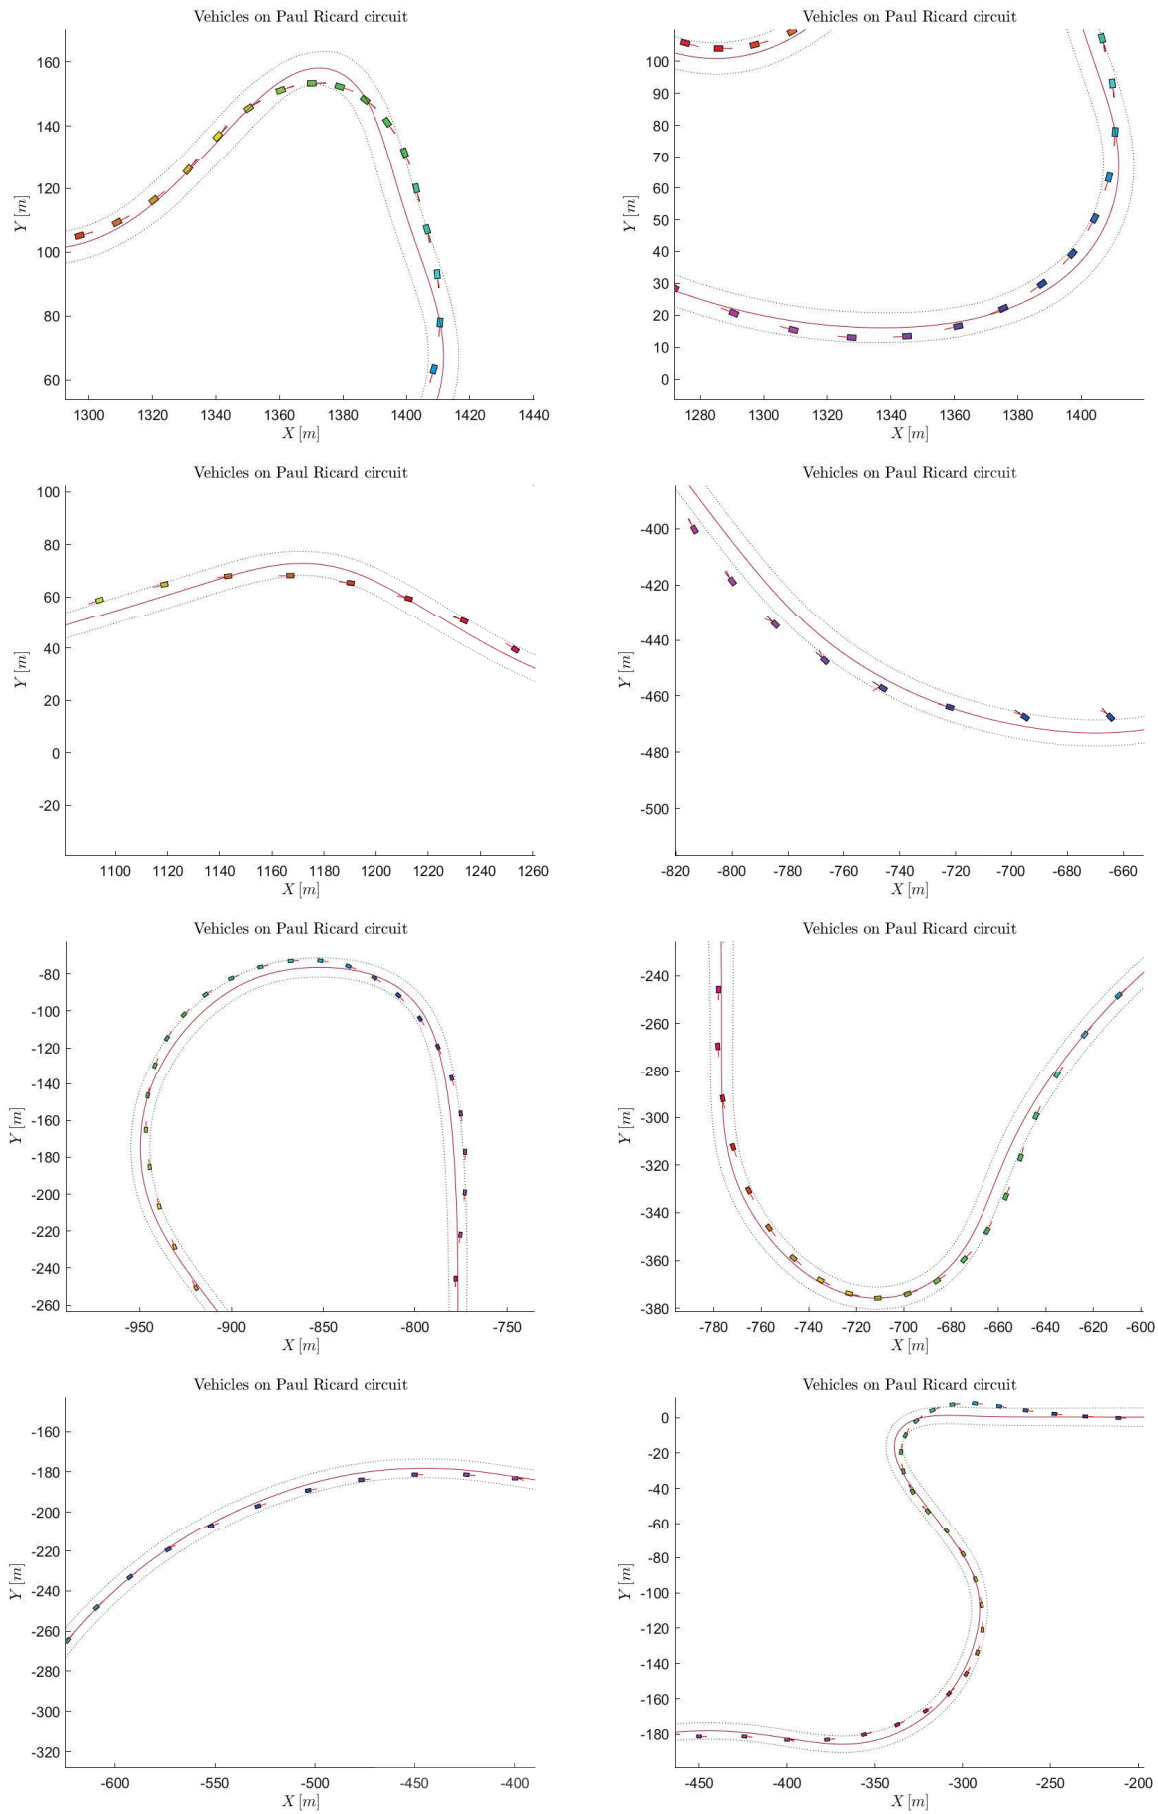 Vehicles on Paul Ricard circuit
160
140
120
100
80
60
Y [m]
1300 1320 1340 1360 1380 1400 1420 1440
X [m]
Vehicles on Paul Ricard circuit
100
90
80
70
60
50
40
30
20
10
0
Y [m]
1280 1300 1320 1340 1360 1380 1400
X [m]
Vehicles on Paul Ricard circuit
100
80
60
40
20
0
-20
Y [m]
1100 1120 1140 1160 1180 1200 1220 1240 1260
X [m]
Vehicles on Paul Ricard circuit
-400
-420
-440
-460
-480
-500
Y [m]
-820 -800 -780 -760 -740 -720 -700 -680 -660
X [m]
Vehicles on Paul Ricard circuit
-80
-100
-120
-140
-160
-180
-200
-220
-240
-260
Y [m]
-950 -900 -850 -800 -750
X [m]
Vehicles on Paul Ricard circuit
-240
-260
-280
-300
-320
-340
-360
-380
Y [m]
-780 -760 -740 -720 -700 -680 -660 -640 -620 -600
X [m]
Vehicles on Paul Ricard circuit
-160
-180
-200
-220
-240
-260
-280
-300
-320
Y [m]
-600 -550 -500 -450 -400
X [m]
Vehicles on Paul Ricard circuit
0
-20
-40
-60
-80
-100
-120
-140
-160
-180
Y [m]
-450 -400 -350 -300 -250 -200
X [m]